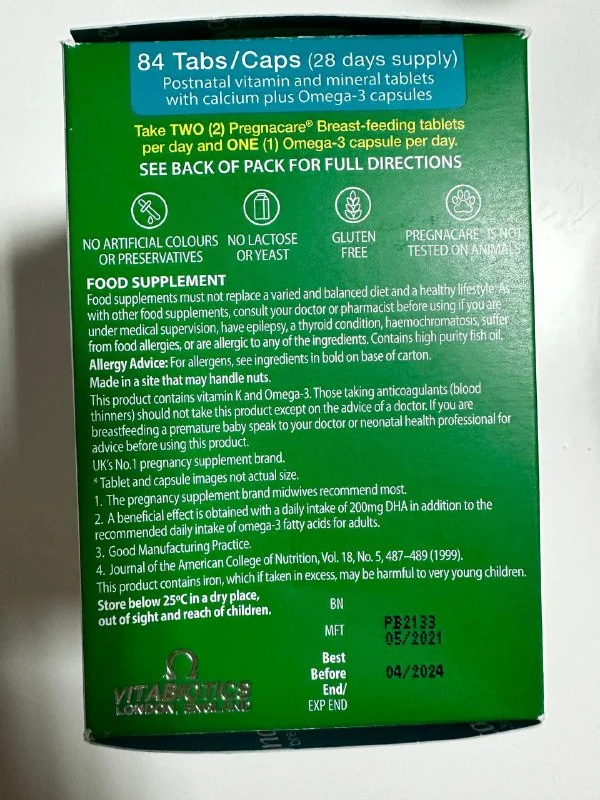 84 Tabs/Caps (28 days supply)
Postnatal vitamin and mineral tablets
with calcium plus Omega-3 capsules
Take TWO (2) Pregnacare® Breast-feeding tablets
per day and ONE (1) Omega-3 capsule per day.
SEE BACK OF PACK FOR FULL DIRECTIONS
NO ARTIFICIAL COLOURS
OR PRESERVATIVES
NO LACTOSE
OR YEAST
GLUTEN
FREE
PREGNACARE® IS NOT
TESTED ON ANIMALS
FOOD SUPPLEMENT
Food supplements must not replace a varied and balanced diet and a healthy lifestyle. As
with other food supplements, consult your doctor or pharmacist before using if you are
under medical supervision, have epilepsy, a thyroid condition, haemochromatosis, suffer
from food allergies, or are allergic to any of the ingredients. Contains high purity fish oil.
Allergy Advice: For allergens, see ingredients in bold on base of carton.
Made in a site that may handle nuts.
This product contains vitamin K and Omega-3. Those taking anticoagulants (blood
thinners) should not take this product except on the advice of a doctor. If you are
breastfeeding a premature baby speak to your doctor or neonatal health professional for
advice before using this product.
UK's No.1 pregnancy supplement brand.
* Tablet and capsule images not actual size.
1. The pregnancy supplement brand midwives recommend most.
2. A beneficial effect is obtained with a daily intake of 200mg DHA in addition to the
recommended daily intake of omega-3 fatty acids for adults.
3. Good Manufacturing Practice.
4. Journal of the American College of Nutrition, Vol. 18, No. 5, 487–489 (1999).
This product contains iron, which if taken in excess, may be harmful to very young children.
Store below 25°C in a dry place,
out of sight and reach of children.
BN PB2133
MFT 05/2021
Best
Before 04/2024
End/
EXP END
VITABIOTICS
LONDON, ENGLAND